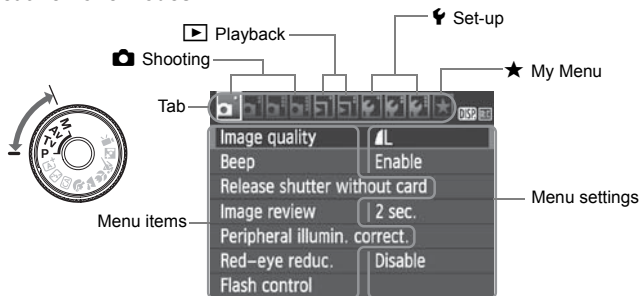 Set-up
Playback
Shooting
★ My Menu
Tab
DISP
Image quality L
Beep Enable
Release shutter without card
Image review 2 sec.
Peripheral illumin. correct.
Red-eye reduc. Disable
Flash control
Menu items
Menu settings
M
Av
Tv
P